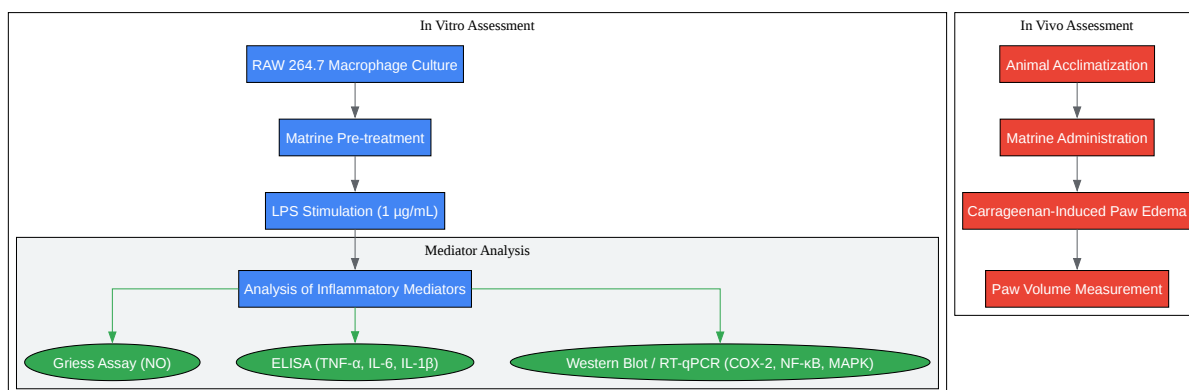 In Vitro Assessment
RAW 264.7 Macrophage Culture
Matrine Pre-treatment
LPS Stimulation (1 µg/mL)
Mediator Analysis
Analysis of Inflammatory Mediators
Griess Assay (NO)
ELISA (TNF-α, IL-6, IL-1β)
Western Blot / RT-qPCR (COX-2, NF-κB, MAPK)
In Vivo Assessment
Animal Acclimatization
Matrine Administration
Carrageenan-Induced Paw Edema
Paw Volume Measurement